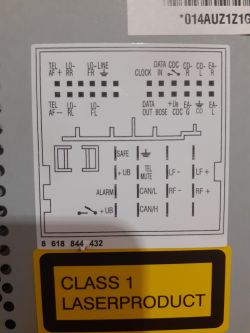 *014AUZ1Z1G
TEL LO- LO-LINE DATA CDC CD- EA-
AF+ RR FR CLOCK IN R L
TEL LO- LO- DATA +UB CD EA-
AF- RL FL OUT BOSE CDC G R
SAFE
+UB TEL MUTE LF- LF+
ALARM CAN/L RF- RF+
+UB CAN/H
8 618 844 432
CLASS 1
LASERPRODUCT